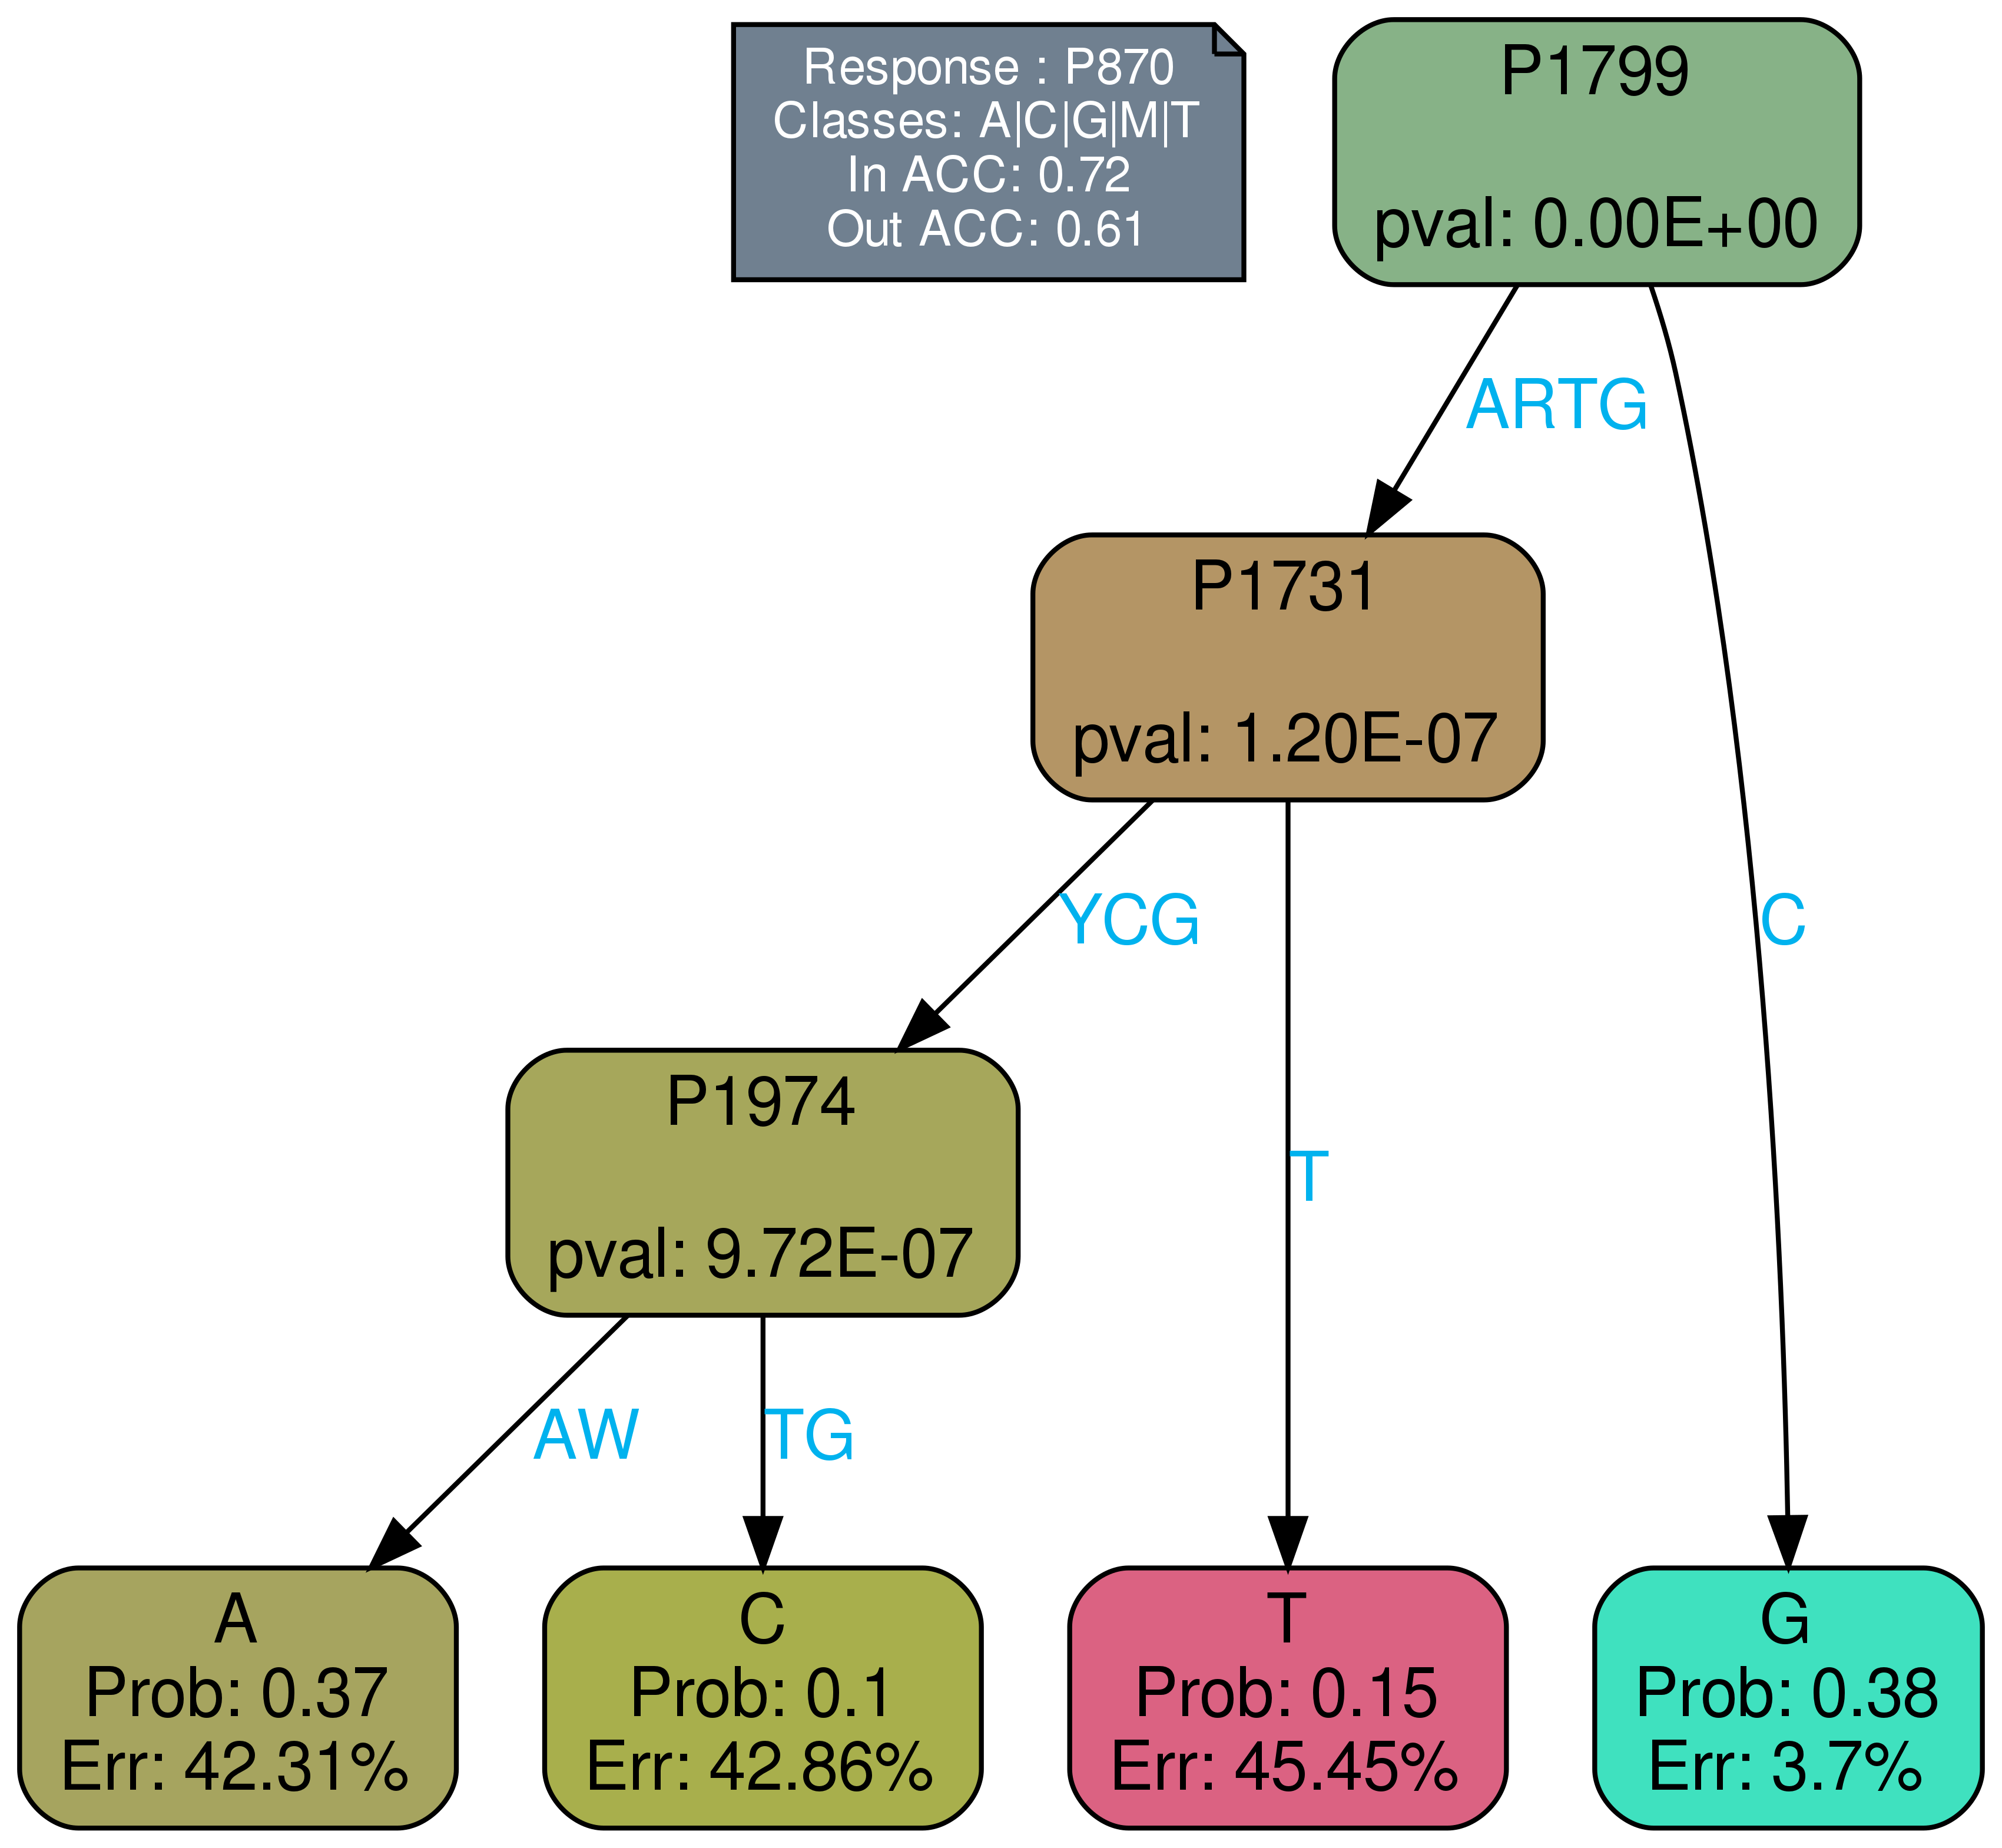 Response : P870
Classes: A|C|G|M|T
In ACC: 0.72
Out ACC: 0.61
P1799
pval: 0.00E+00
ARTG
P1731
pval: 1.20E-07
YCG
C
P1974
pval: 9.72E-07
T
AW
TG
A
Prob: 0.37
Err: 42.31%
C
Prob: 0.1
Err: 42.86%
T
Prob: 0.15
Err: 45.45%
G
Prob: 0.38
Err: 3.7%